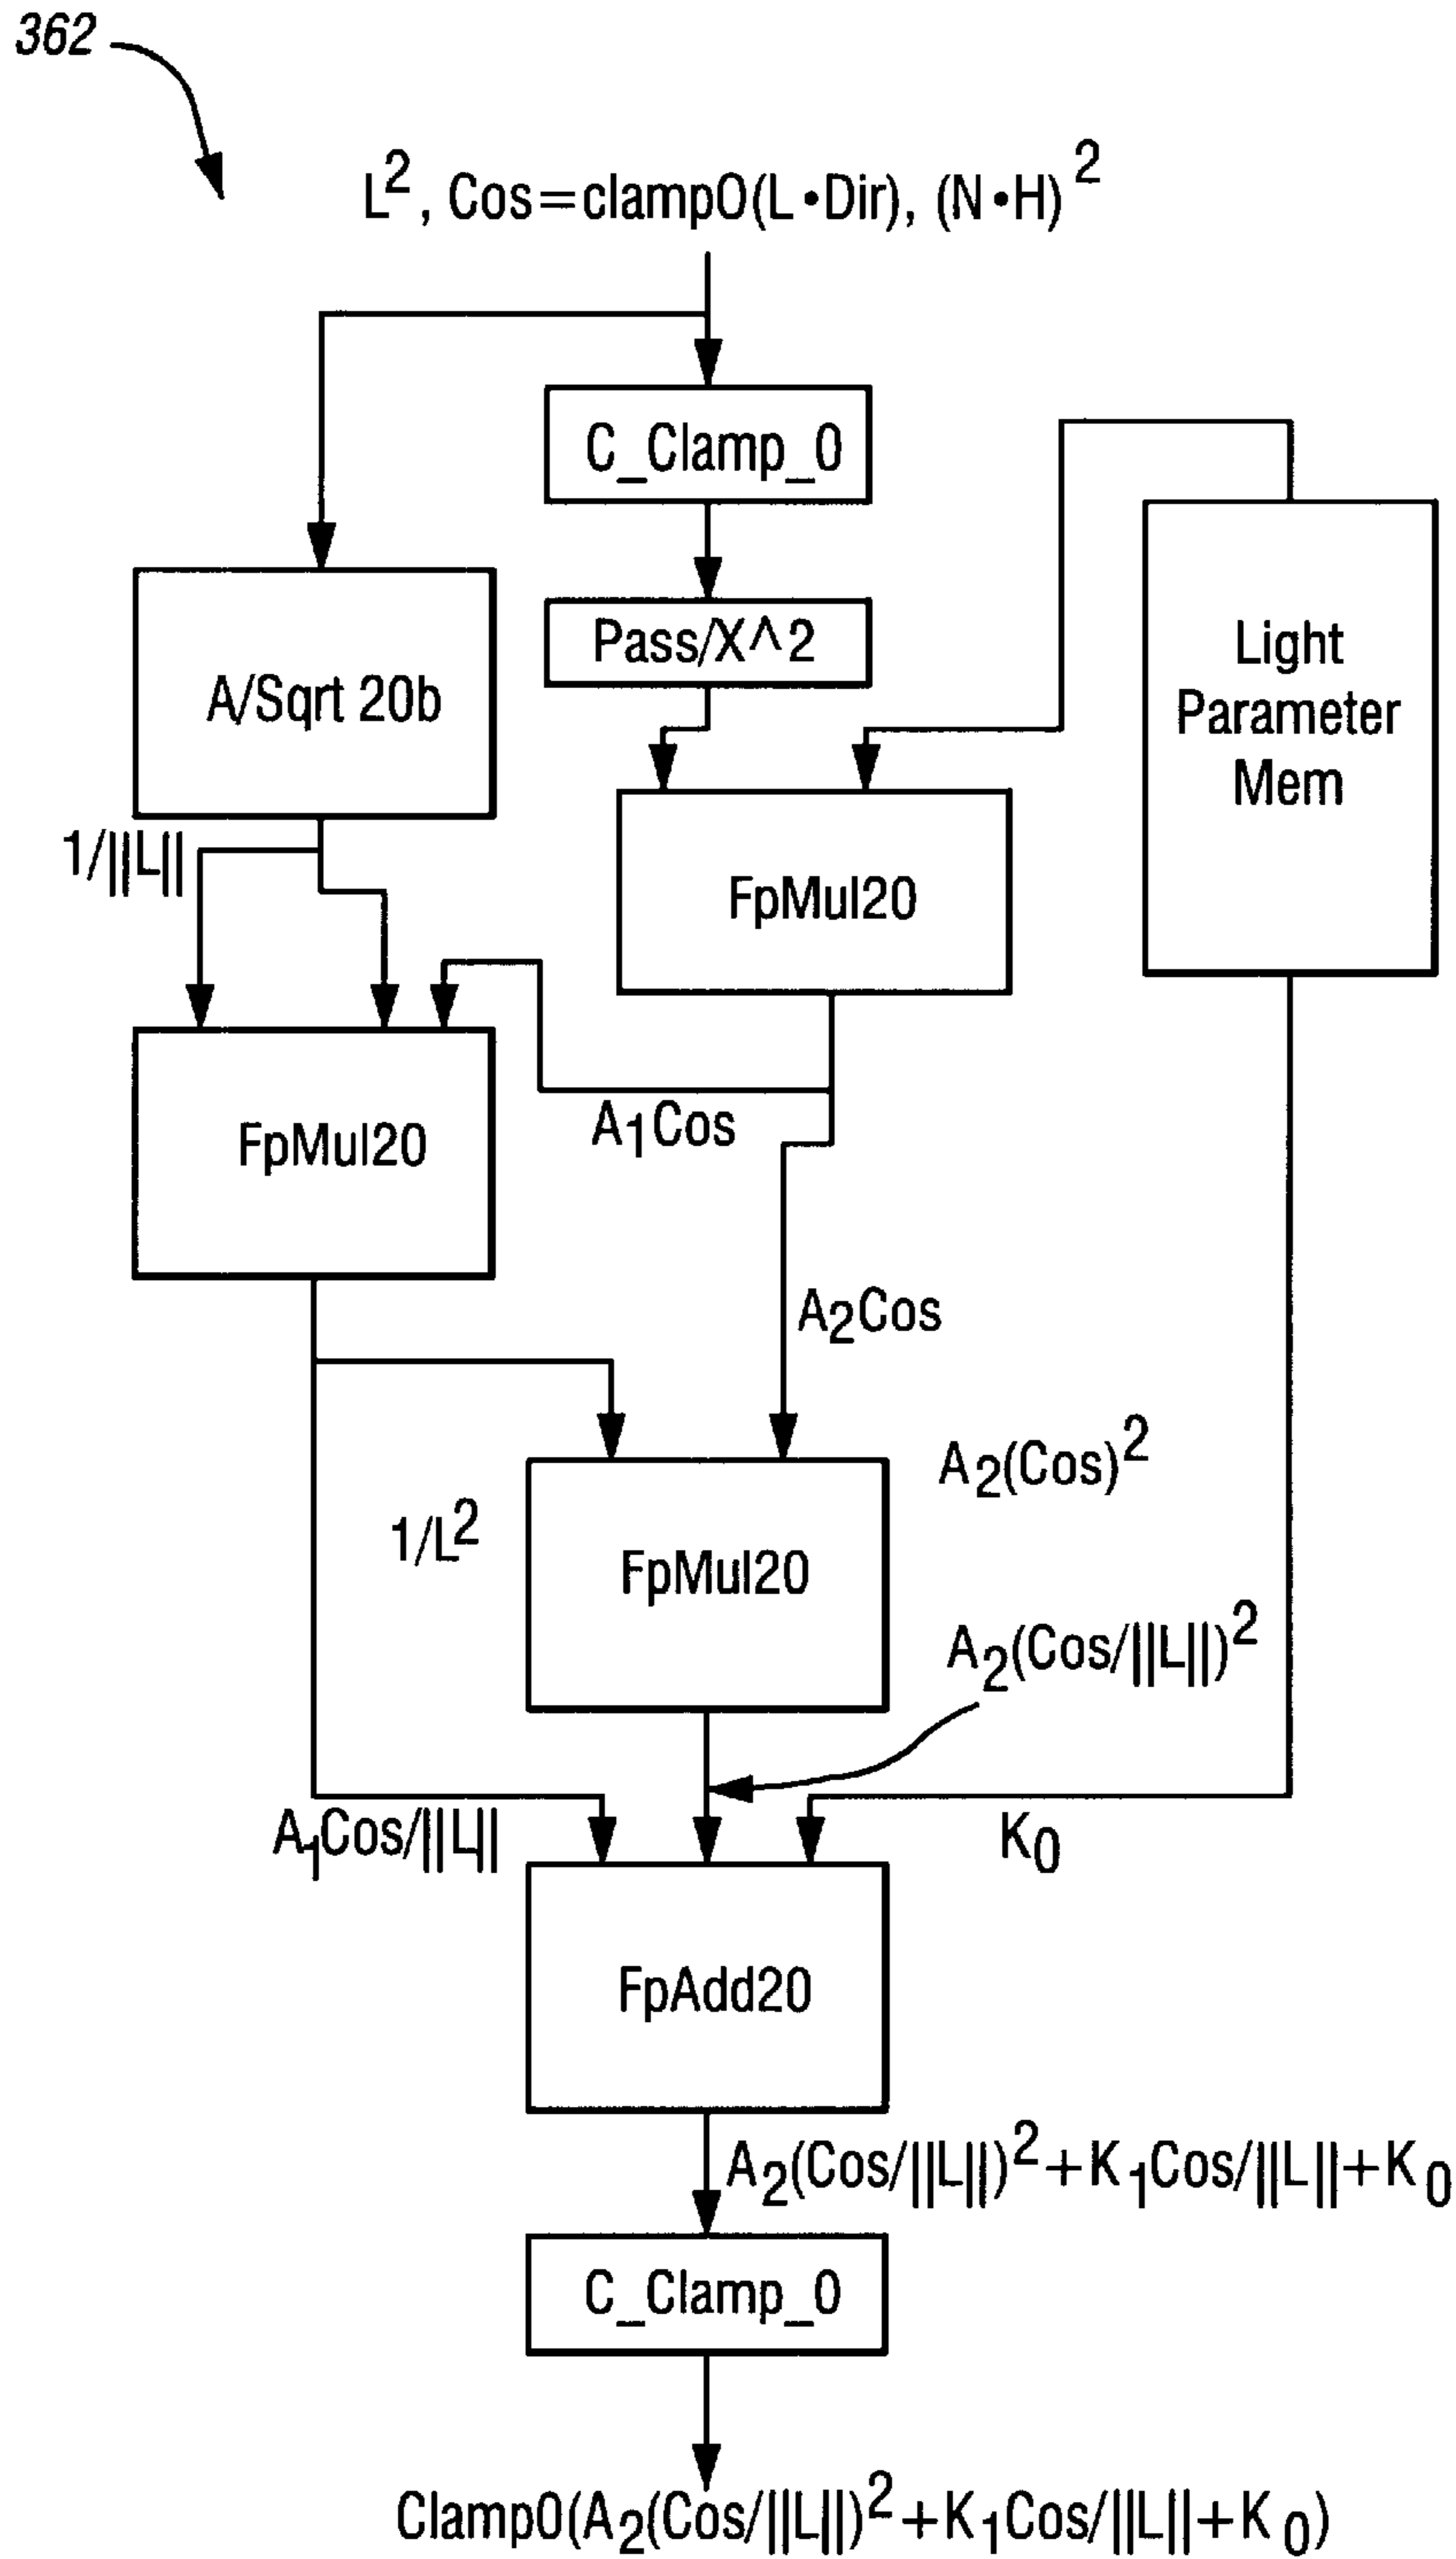 362
L², Cos=clamp0(L•Dir), (N•H)²
C_Clamp_0
Pass/X^2
A/Sqrt 20b
Light
Parameter
Mem
1/||L||
FpMul20
FpMul20
A₁Cos
A₂Cos
A₂(Cos)²
1/L²
FpMul20
A₂(Cos/||L||)²
A₁Cos/||L||
K₀
FpAdd20
A₂(Cos/||L||)²+K₁Cos/||L||+K₀
C_Clamp_0
Clamp0(A₂(Cos/||L||)²+K₁Cos/||L||+K₀)